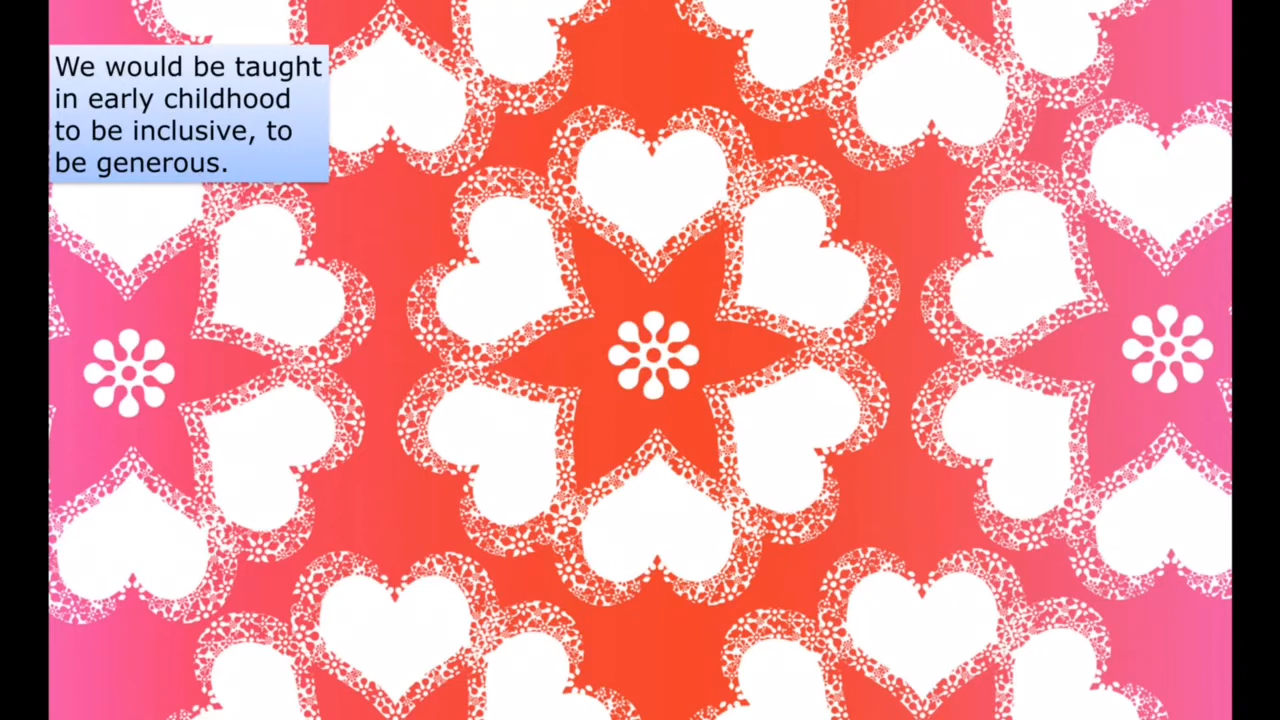 We would be taught
in early childhood
to be inclusive, to
be generous.